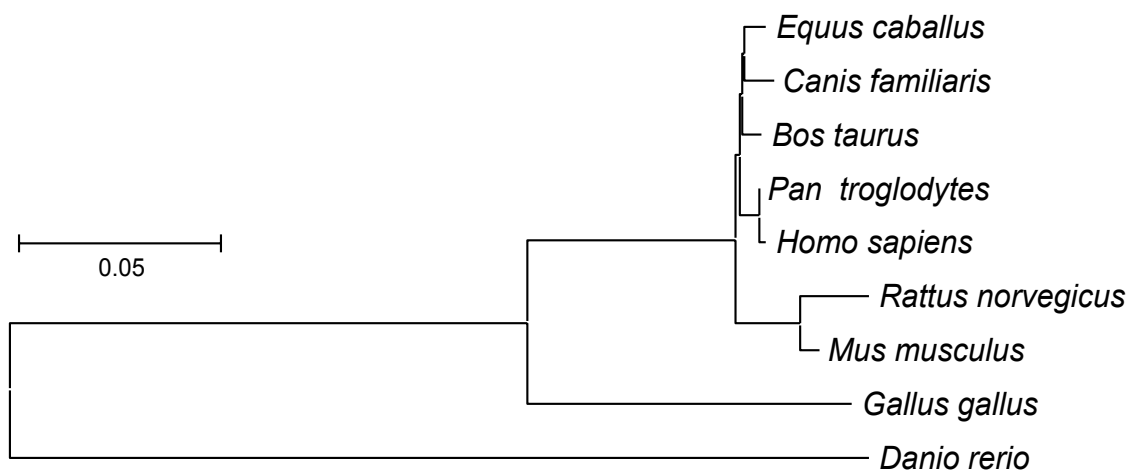 Equus caballus
Canis familiaris
Bos taurus
Pan troglodytes
Homo sapiens
0.05
Rattus norvegicus
Mus musculus
Gallus gallus
Danio rerio